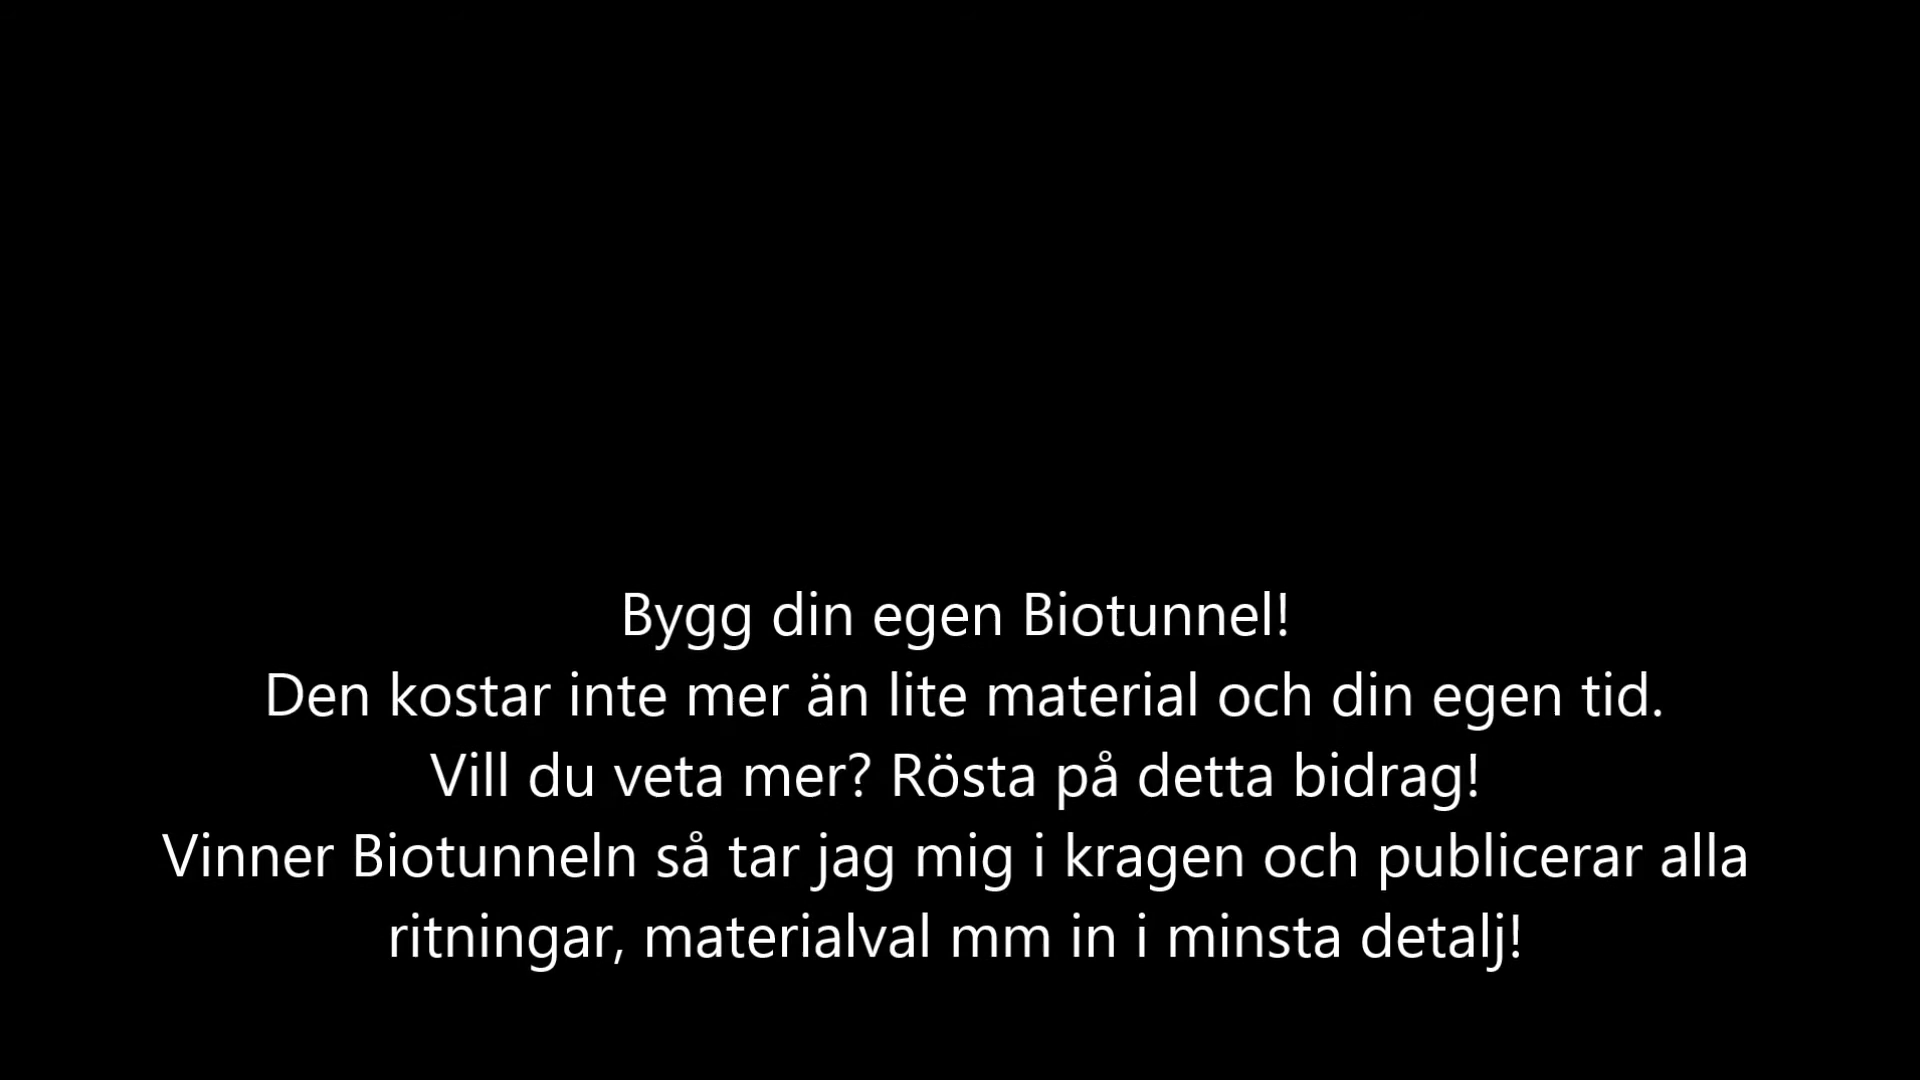 Bygg din egen Biotunnel!
Den kostar inte mer än lite material och din egen tid.
Vill du veta mer? Rösta på detta bidrag!
Vinner Biotunneln så tar jag mig i kragen och publicerar alla
ritningar, materialval mm in i minsta detalj!